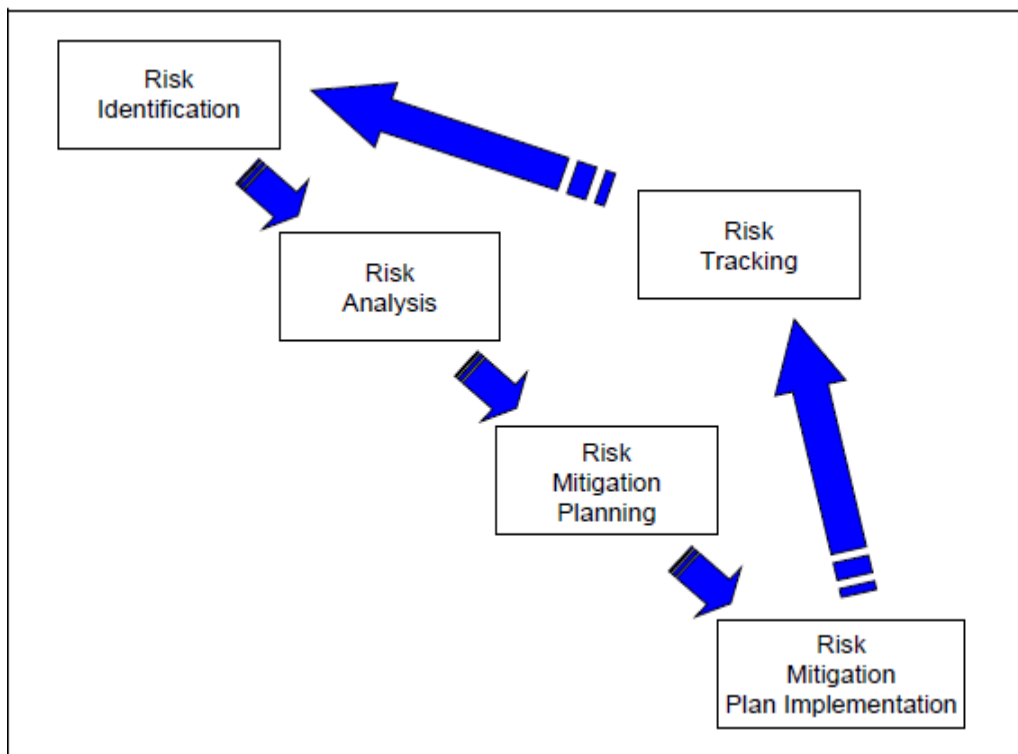 Risk
Identification
Risk
Analysis
Risk
Mitigation
Planning
Risk
Mitigation
Plan Implementation
Risk
Tracking